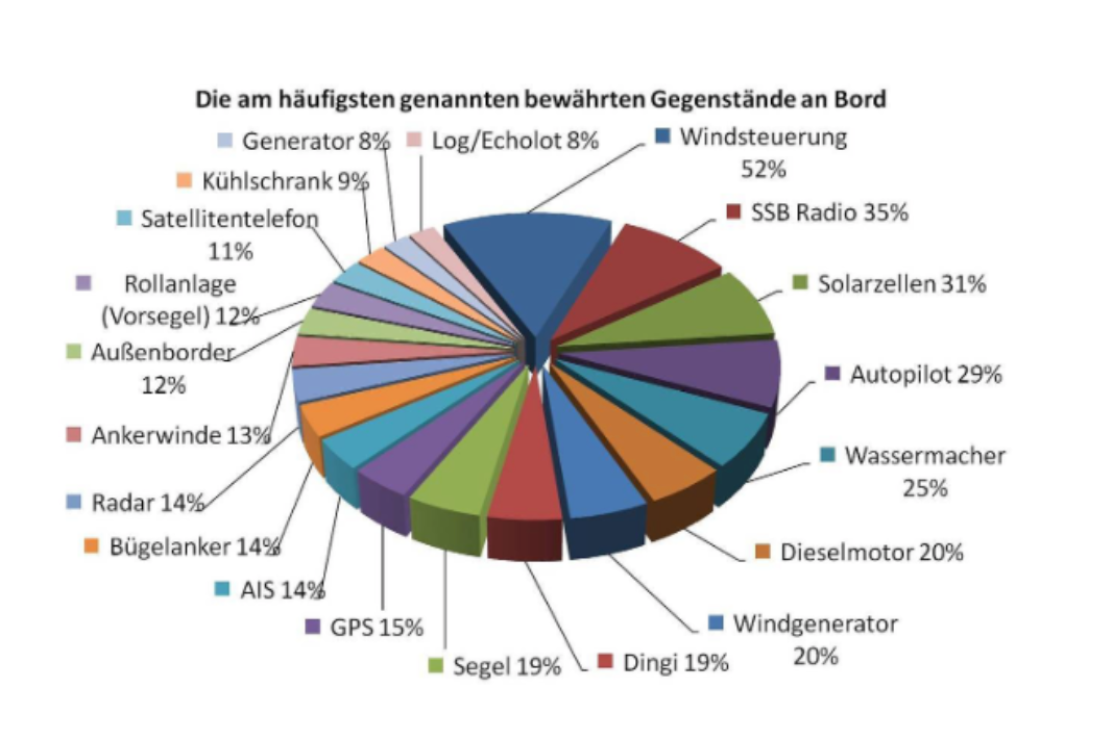 Die am häufigsten genannten bewährten Gegenstände an Bord
Generator 8%
Log/Echolot 8%
Windsteuerung
52%
Kühlschrank 9%
SSB Radio 35%
Satellitentelefon
11%
Solarzellen 31%
Rollanlage
(Vorsegel) 12%
Außenborder
12%
Autopilot 29%
Ankerwinde 13%
Wassermacher
25%
Radar 14%
Bügelanker 14%
Dieselmotor 20%
AIS 14%
GPS 15%
Windgenerator
20%
Segel 19%
Dingi 19%